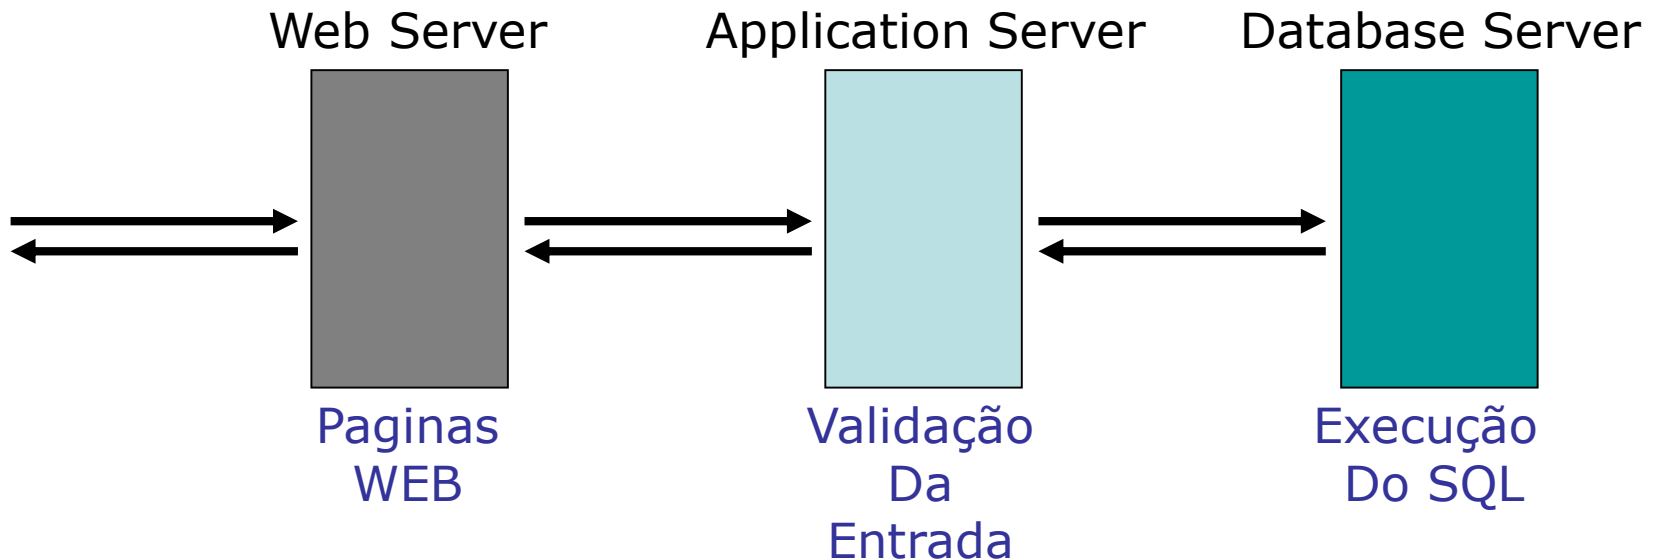 Web Server
Application Server
Database Server
Paginas
WEB
Validação
Da
Entrada
Execução
Do SQL